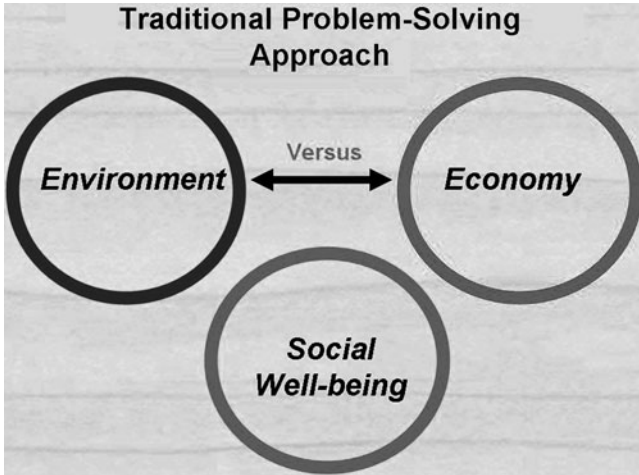 Traditional Problem-Solving
Approach
Versus
Environment
Economy
Social
Well-being